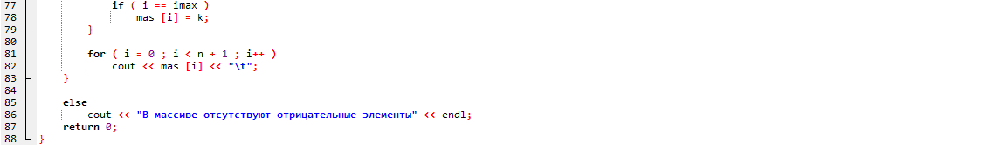 77 if ( i == imax )
78 mas [i] = k;
79 }
80
81 for ( i = 0 ; i < n + 1 ; i++ )
82 cout << mas [i] << "\t";
83 }
84
85 else
86 cout << "В массиве отсутствуют отрицательные элементы" << endl;
87 return 0;
88 }